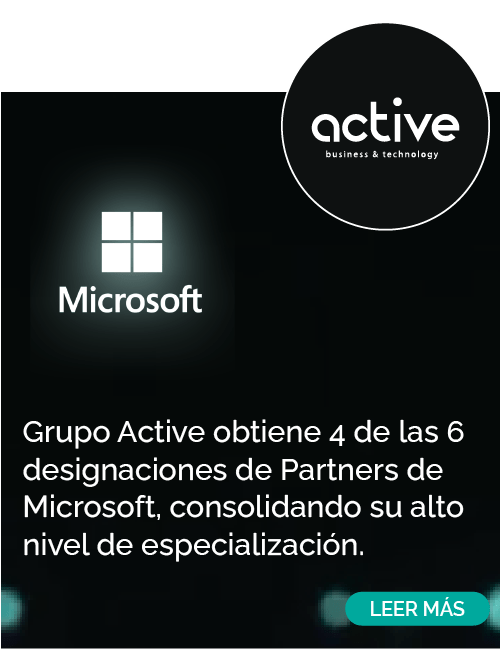 active
business & technology
Microsoft
Grupo Active obtiene 4 de las 6
designaciones de Partners de
Microsoft, consolidando su alto
nivel de especialización.
LEER MÁS